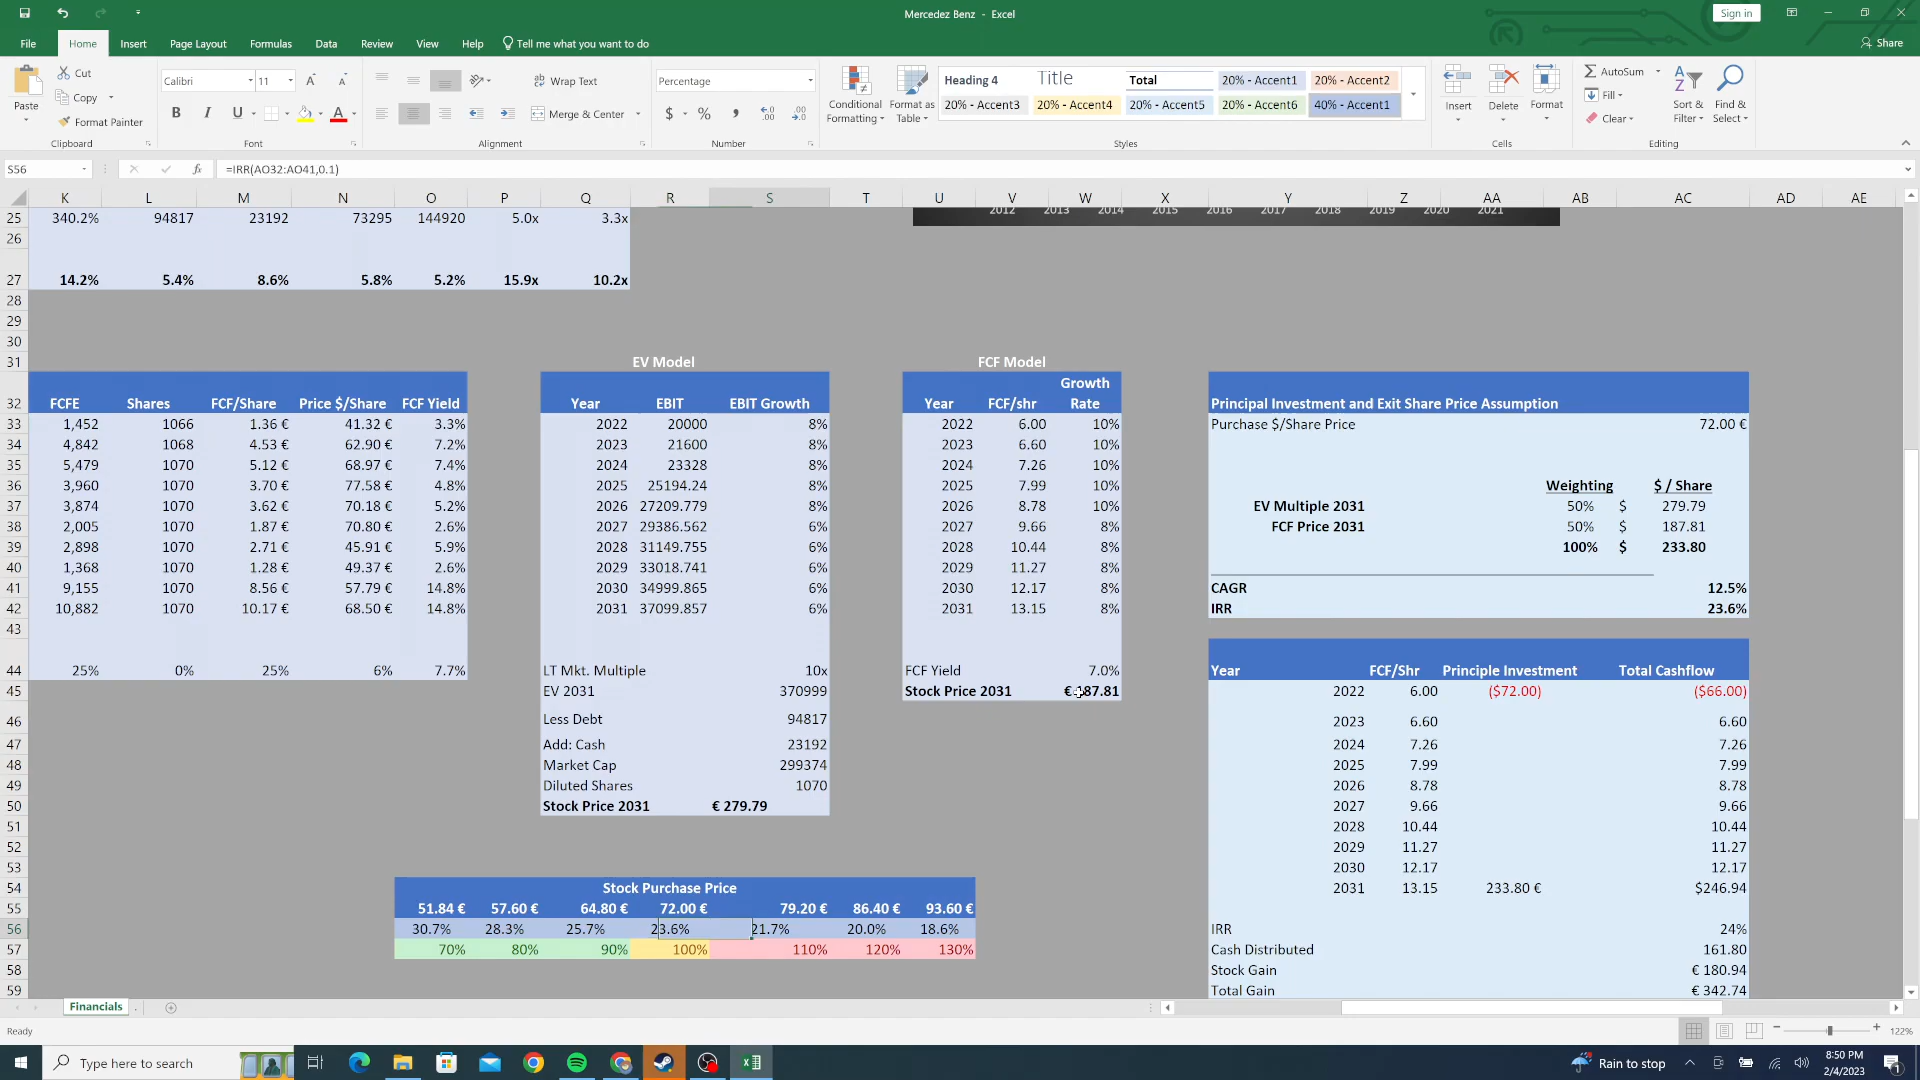 Mercedez Benz - Excel
Sign in
File Home Insert Page Layout Formulas Data Review View Help Tell me what you want to do Share
Paste Cut Copy Format Painter Clipboard
Calibri 11 B I U A Font
Wrap Text Merge & Center Alignment
Percentage $ % , Number
Conditional Formatting Format as Table
Heading 4 Title Total 20% - Accent1 20% - Accent2
20% - Accent3 20% - Accent4 20% - Accent5 20% - Accent6 40% - Accent1
Styles
Insert Delete Format Cells
AutoSum Fill Clear Sort & Filter Find & Select Editing
S56 fx =IRR(AO32:AO41,0.1)
K L M N O P Q R S T U V W X Y Z AA AB AC AD AE
25 340.2% 94817 23192 73295 144920 5.0x 3.3x 2012 2013 2014 2015 2016 2017 2018 2019 2020 2021
26
27 14.2% 5.4% 8.6% 5.8% 5.2% 15.9x 10.2x
28
29
30
31 EV Model FCF Model
32 FCFE Shares FCF/Share Price $/Share FCF Yield Year EBIT EBIT Growth Year FCF/shr Growth Rate Principal Investment and Exit Share Price Assumption
33 1,452 1066 1.36 € 41.32 € 3.3% 2022 20000 8% 2022 6.00 10% Purchase $/Share Price 72.00 €
34 4,842 1068 4.53 € 62.90 € 7.2% 2023 21600 8% 2023 6.60 10%
35 5,479 1070 5.12 € 68.97 € 7.4% 2024 23328 8% 2024 7.26 10%
36 3,960 1070 3.70 € 77.58 € 4.8% 2025 25194.24 8% 2025 7.99 10% Weighting $ / Share
37 3,874 1070 3.62 € 70.18 € 5.2% 2026 27209.779 8% 2026 8.78 10% EV Multiple 2031 50% $ 279.79
38 2,005 1070 1.87 € 70.80 € 2.6% 2027 29386.562 6% 2027 9.66 8% FCF Price 2031 50% $ 187.81
39 2,898 1070 2.71 € 45.91 € 5.9% 2028 31149.755 6% 2028 10.44 8% 100% $ 233.80
40 1,368 1070 1.28 € 49.37 € 2.6% 2029 33018.741 6% 2029 11.27 8%
41 9,155 1070 8.56 € 57.79 € 14.8% 2030 34999.865 6% 2030 12.17 8% CAGR 12.5%
42 10,882 1070 10.17 € 68.50 € 14.8% 2031 37099.857 6% 2031 13.15 8% IRR 23.6%
43
44 25% 0% 25% 6% 7.7% LT Mkt. Multiple 10x FCF Yield 7.0% Year FCF/Shr Principle Investment Total Cashflow
45 EV 2031 370999 Stock Price 2031 € 187.81 2022 6.00 ($72.00) ($66.00)
46 Less Debt 94817 2023 6.60 6.60
47 Add: Cash 23192 2024 7.26 7.26
48 Market Cap 299374 2025 7.99 7.99
49 Diluted Shares 1070 2026 8.78 8.78
50 Stock Price 2031 € 279.79 2027 9.66 9.66
51 2028 10.44 10.44
52 2029 11.27 11.27
53 2030 12.17 12.17
54 Stock Purchase Price 2031 13.15 233.80 € $246.94
55 51.84 € 57.60 € 64.80 € 72.00 € 79.20 € 86.40 € 93.60 €
56 30.7% 28.3% 25.7% 23.6% 21.7% 20.0% 18.6% IRR 24%
57 70% 80% 90% 100% 110% 120% 130% Cash Distributed 161.80
58 Stock Gain € 180.94
59 Total Gain € 342.74
Financials
Ready 122%
Type here to search Rain to stop 8:50 PM
2/4/2023
1